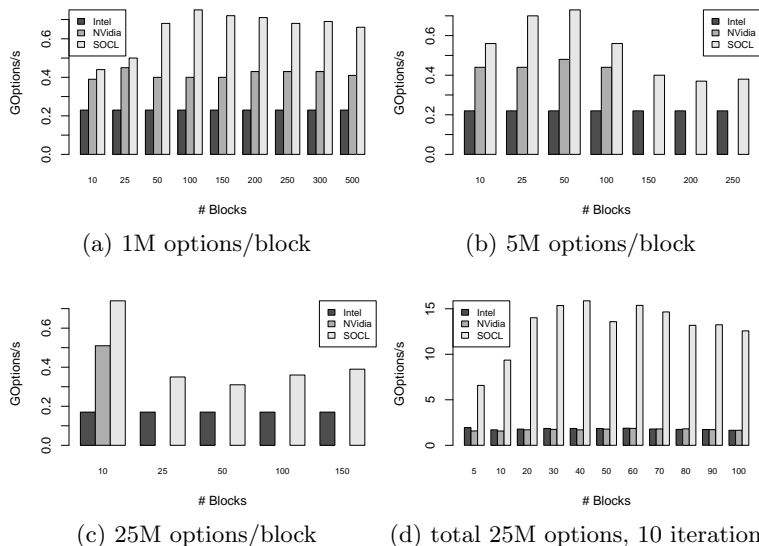 GOptions/s
0.0 0.2 0.4 0.6
Intel
NVidia
SOCL
10 25 50 100 150 200 250 300 500
# Blocks
(a) 1M options/block
GOptions/s
0.0 0.2 0.4 0.6
Intel
NVidia
SOCL
10 25 50 100 150 200 250
# Blocks
(b) 5M options/block
GOptions/s
0.0 0.2 0.4 0.6
Intel
NVidia
SOCL
10 25 50 100 150
# Blocks
(c) 25M options/block
GOptions/s
0 5 10 15
Intel
NVidia
SOCL
5 10 20 30 40 50 60 70 80 90 100
# Blocks
(d) total 25M options, 10 iteration